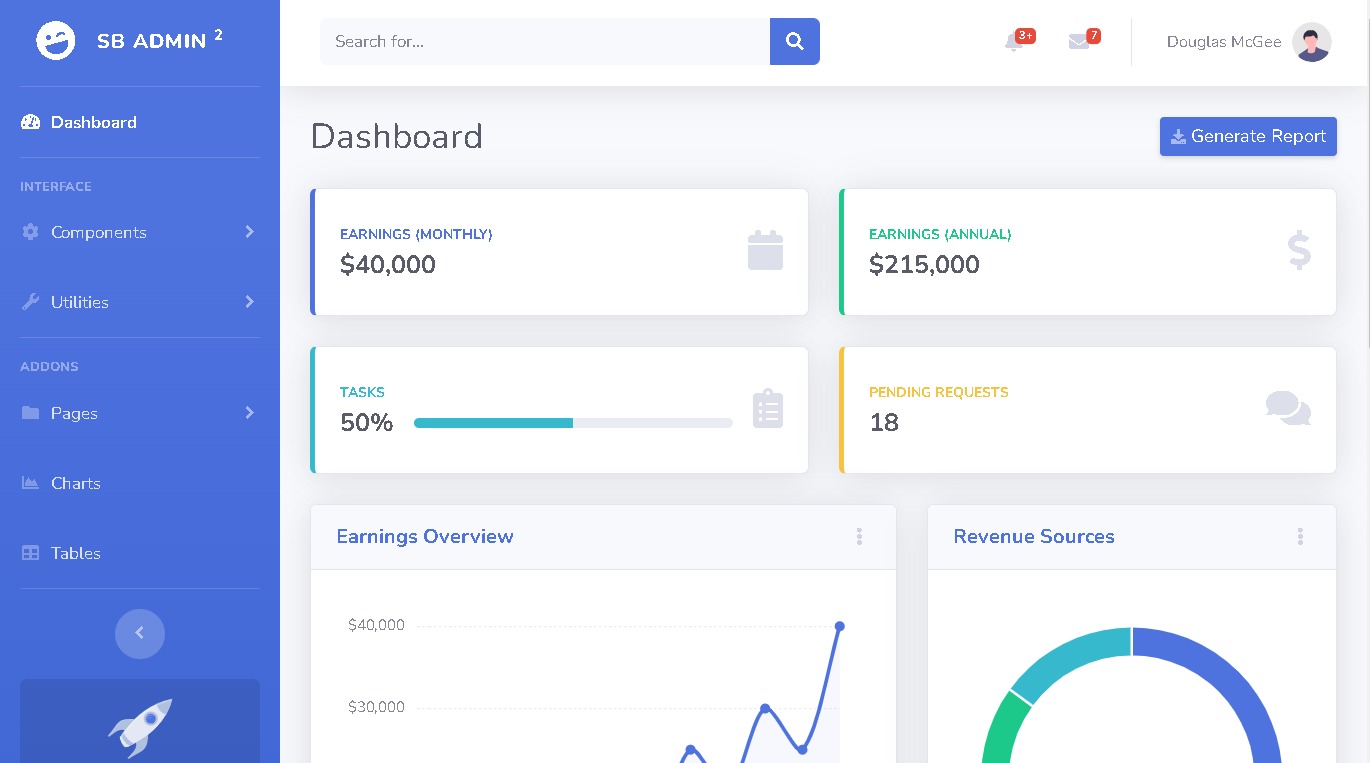 SB ADMIN 2
Search for...
3+
7
Douglas McGee
Dashboard
INTERFACE
Components
Utilities
ADDONS
Pages
Charts
Tables
Dashboard
Generate Report
EARNINGS (MONTHLY)
$40,000
EARNINGS (ANNUAL)
$215,000
TASKS
50%
PENDING REQUESTS
18
Earnings Overview
$40,000
$30,000
Revenue Sources